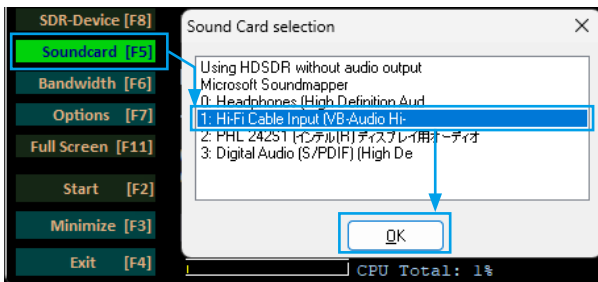 SDR-Device [F8]
Soundcard [F5]
Bandwidth [F6]
Options [F7]
Full Screen [F11]
Start [F2]
Minimize [F3]
Exit [F4]
Sound Card selection
Using HDSDR without audio output
Microsoft Soundmapper
0: Headphones (High Definition Aud
1: Hi-Fi Cable Input (VB-Audio Hi-
2: PHL 242S1 (インテル(R) ディスプレイ用オーディオ
3: Digital Audio (S/PDIF) (High De
OK
CPU Total: 1%